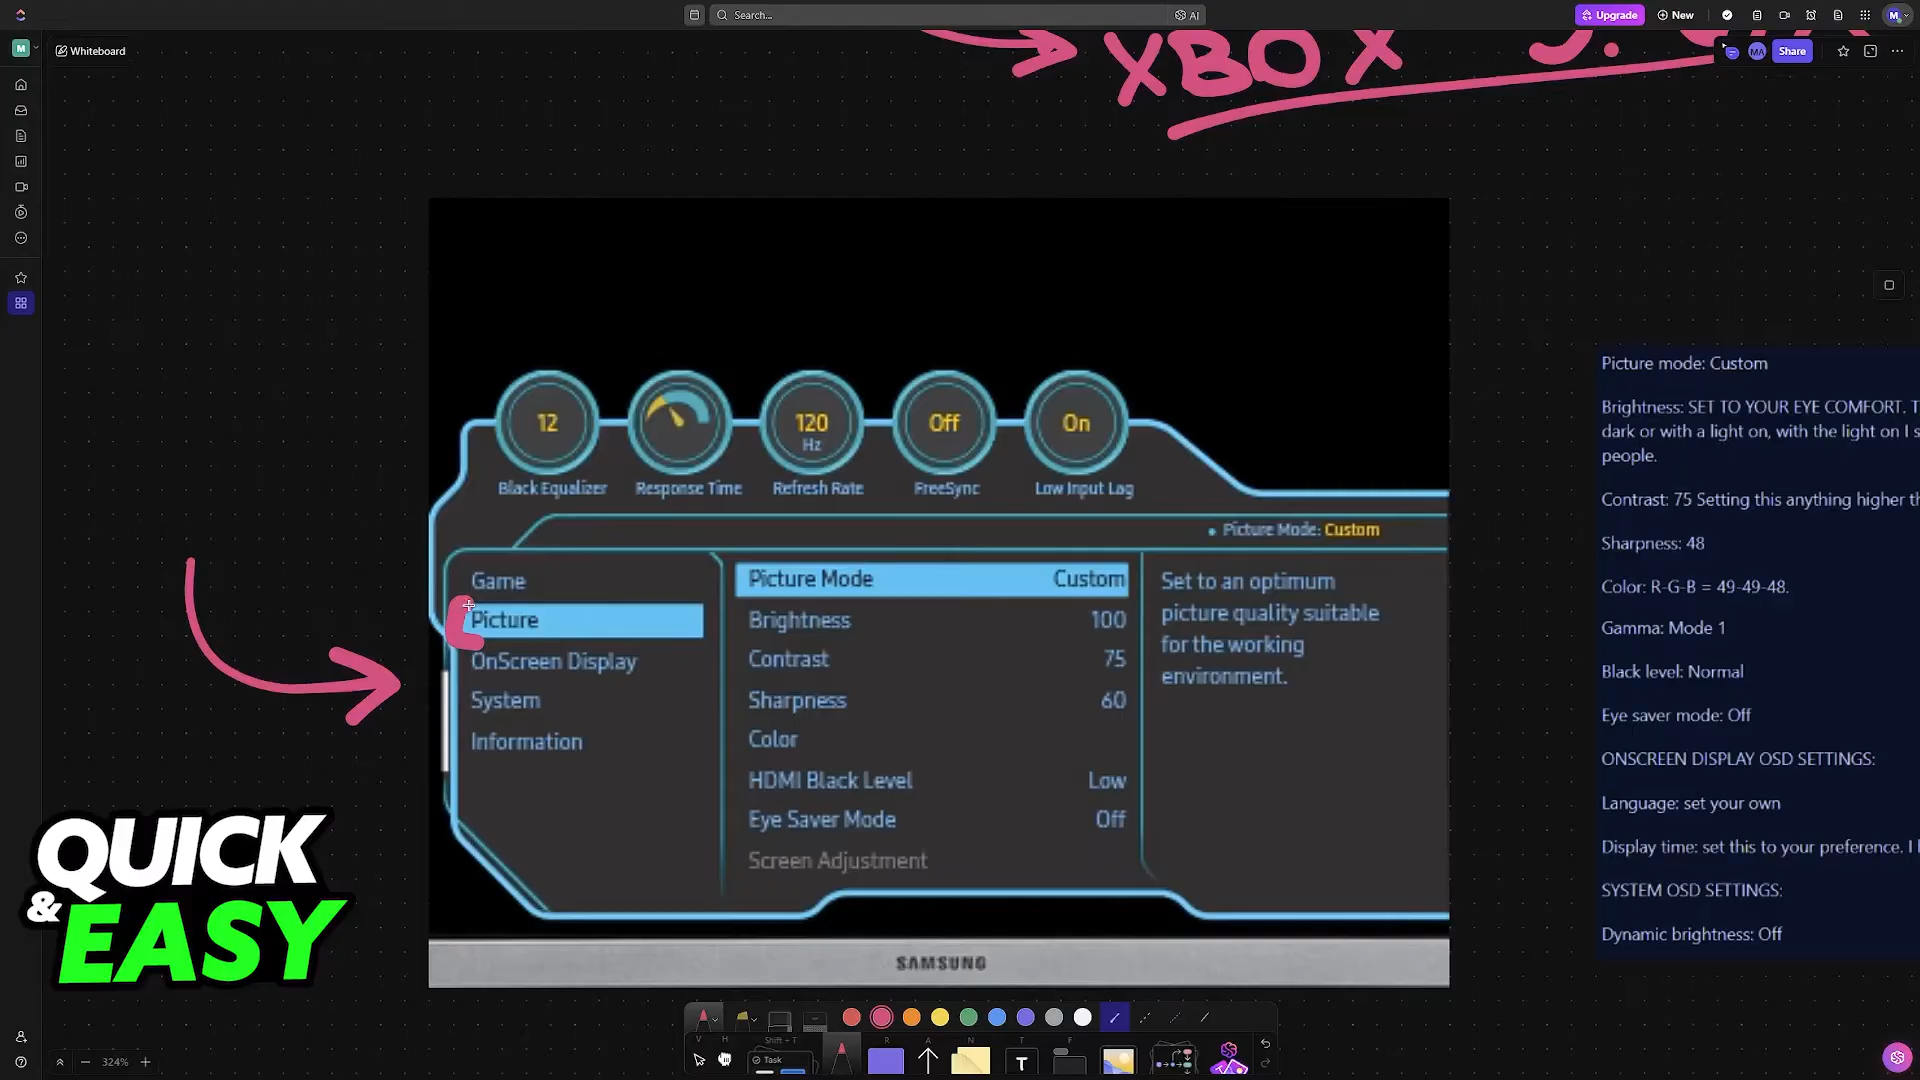 Search...
AI
Upgrade
New
M
M
Whiteboard
MA
Share
XBOX
12
120
Hz
Off
On
Black Equalizer
Response Time
Refresh Rate
FreeSync
Low Input Lag
Picture Mode: Custom
Game
Picture
OnScreen Display
System
Information
Picture Mode Custom
Brightness 100
Contrast 75
Sharpness 60
Color
HDMI Black Level Low
Eye Saver Mode Off
Screen Adjustment
Set to an optimum
picture quality suitable
for the working
environment.
SAMSUNG
Picture mode: Custom
Brightness: SET TO YOUR EYE COMFORT. T
dark or with a light on, with the light on I s
people.
Contrast: 75 Setting this anything higher th
Sharpness: 48
Color: R-G-B = 49-49-48.
Gamma: Mode 1
Black level: Normal
Eye saver mode: Off
ONSCREEN DISPLAY OSD SETTINGS:
Language: set your own
Display time: set this to your preference. I
SYSTEM OSD SETTINGS:
Dynamic brightness: Off
QUICK
& EASY
324%
V
H
Shift + T
R
A
N
T
F
Task
T